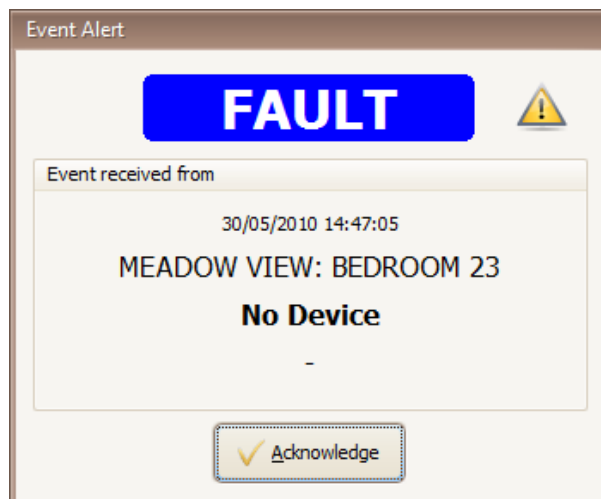 Event Alert
FAULT
Event received from
30/05/2010 14:47:05
MEADOW VIEW: BEDROOM 23
No Device
-
Acknowledge